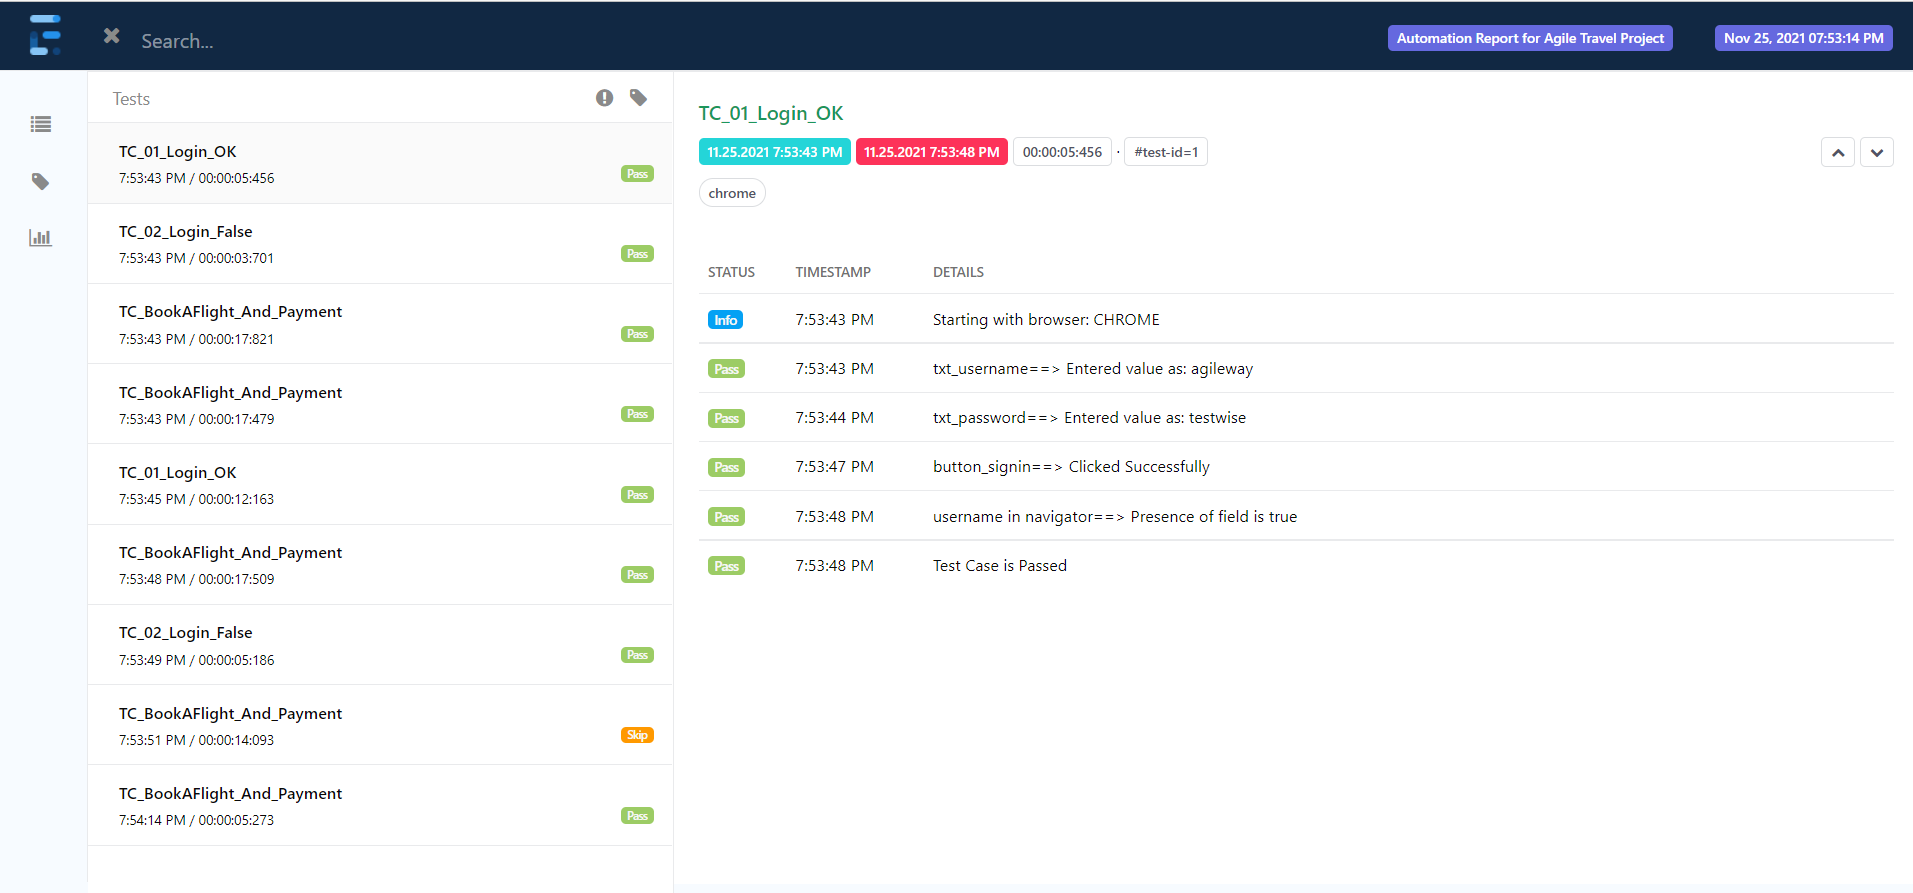 Search...
Automation Report for Agile Travel Project
Nov 25, 2021 07:53:14 PM
Tests
TC_01_Login_OK
7:53:43 PM / 00:00:05:456
Pass
TC_02_Login_False
7:53:43 PM / 00:00:03:701
Pass
TC_BookAFlight_And_Payment
7:53:43 PM / 00:00:17:821
Pass
TC_BookAFlight_And_Payment
7:53:43 PM / 00:00:17:479
Pass
TC_01_Login_OK
7:53:45 PM / 00:00:12:163
Pass
TC_BookAFlight_And_Payment
7:53:48 PM / 00:00:17:509
Pass
TC_02_Login_False
7:53:49 PM / 00:00:05:186
Pass
TC_BookAFlight_And_Payment
7:53:51 PM / 00:00:14:093
Skip
TC_BookAFlight_And_Payment
7:54:14 PM / 00:00:05:273
Pass
TC_01_Login_OK
11.25.2021 7:53:43 PM 11.25.2021 7:53:48 PM 00:00:05:456 · #test-id=1
chrome
STATUS TIMESTAMP DETAILS
Info 7:53:43 PM Starting with browser: CHROME
Pass 7:53:43 PM txt_username==> Entered value as: agileway
Pass 7:53:44 PM txt_password==> Entered value as: testwise
Pass 7:53:47 PM button_signin==> Clicked Successfully
Pass 7:53:48 PM username in navigator==> Presence of field is true
Pass 7:53:48 PM Test Case is Passed